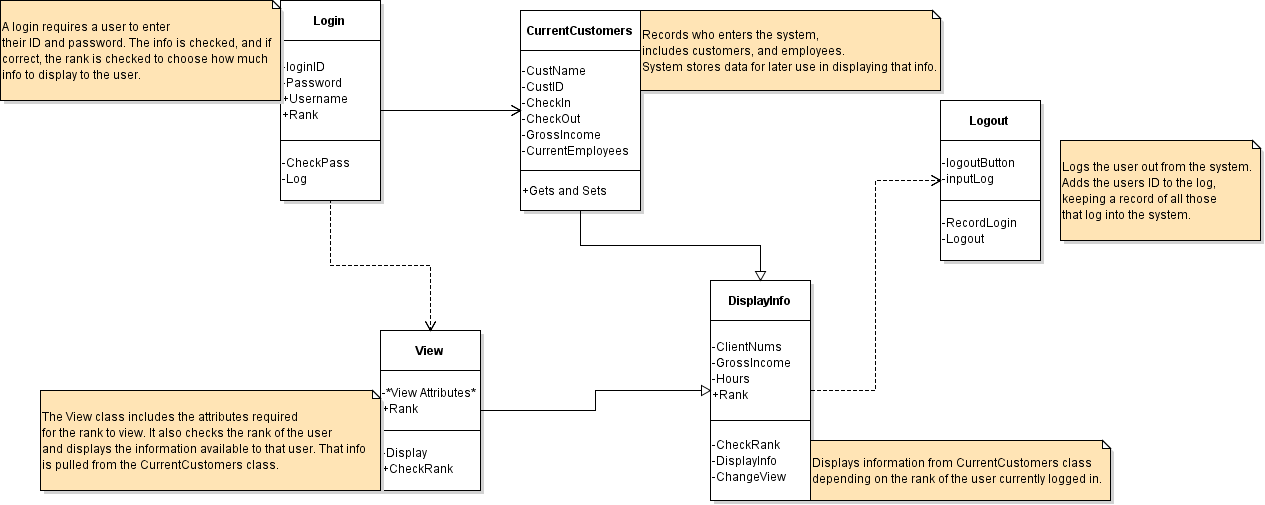 A login requires a user to enter
their ID and password. The info is checked, and if
correct, the rank is checked to choose how much
info to display to the user.
Login
-loginID
-Password
+Username
+Rank
-CheckPass
-Log
CurrentCustomers
-CustName
-CustID
-CheckIn
-CheckOut
-GrossIncome
-CurrentEmployees
+Gets and Sets
Records who enters the system,
includes customers, and employees.
System stores data for later use in displaying that info.
Logout
-logoutButton
-inputLog
-RecordLogin
-Logout
Logs the user out from the system.
Adds the users ID to the log,
keeping a record of all those
that log into the system.
The View class includes the attributes required
for the rank to view. It also checks the rank of the user
and displays the information available to that user. That info
is pulled from the CurrentCustomers class.
View
-*View Attributes*
+Rank
-Display
+CheckRank
DisplayInfo
-ClientNums
-GrossIncome
-Hours
+Rank
-CheckRank
-DisplayInfo
-ChangeView
Displays information from CurrentCustomers class
depending on the rank of the user currently logged in.